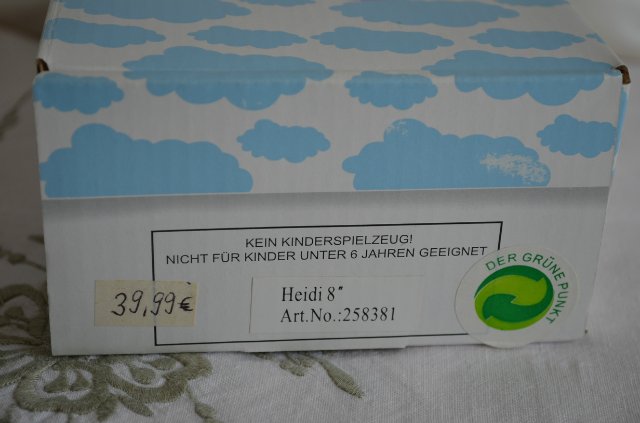 KEIN KINDERSPIELZEUG!
NICHT FÜR KINDER UNTER 6 JAHREN GEEIGNET
39,99€
Heidi 8"
Art.No.:258381
DER GRÜNE PUNKT